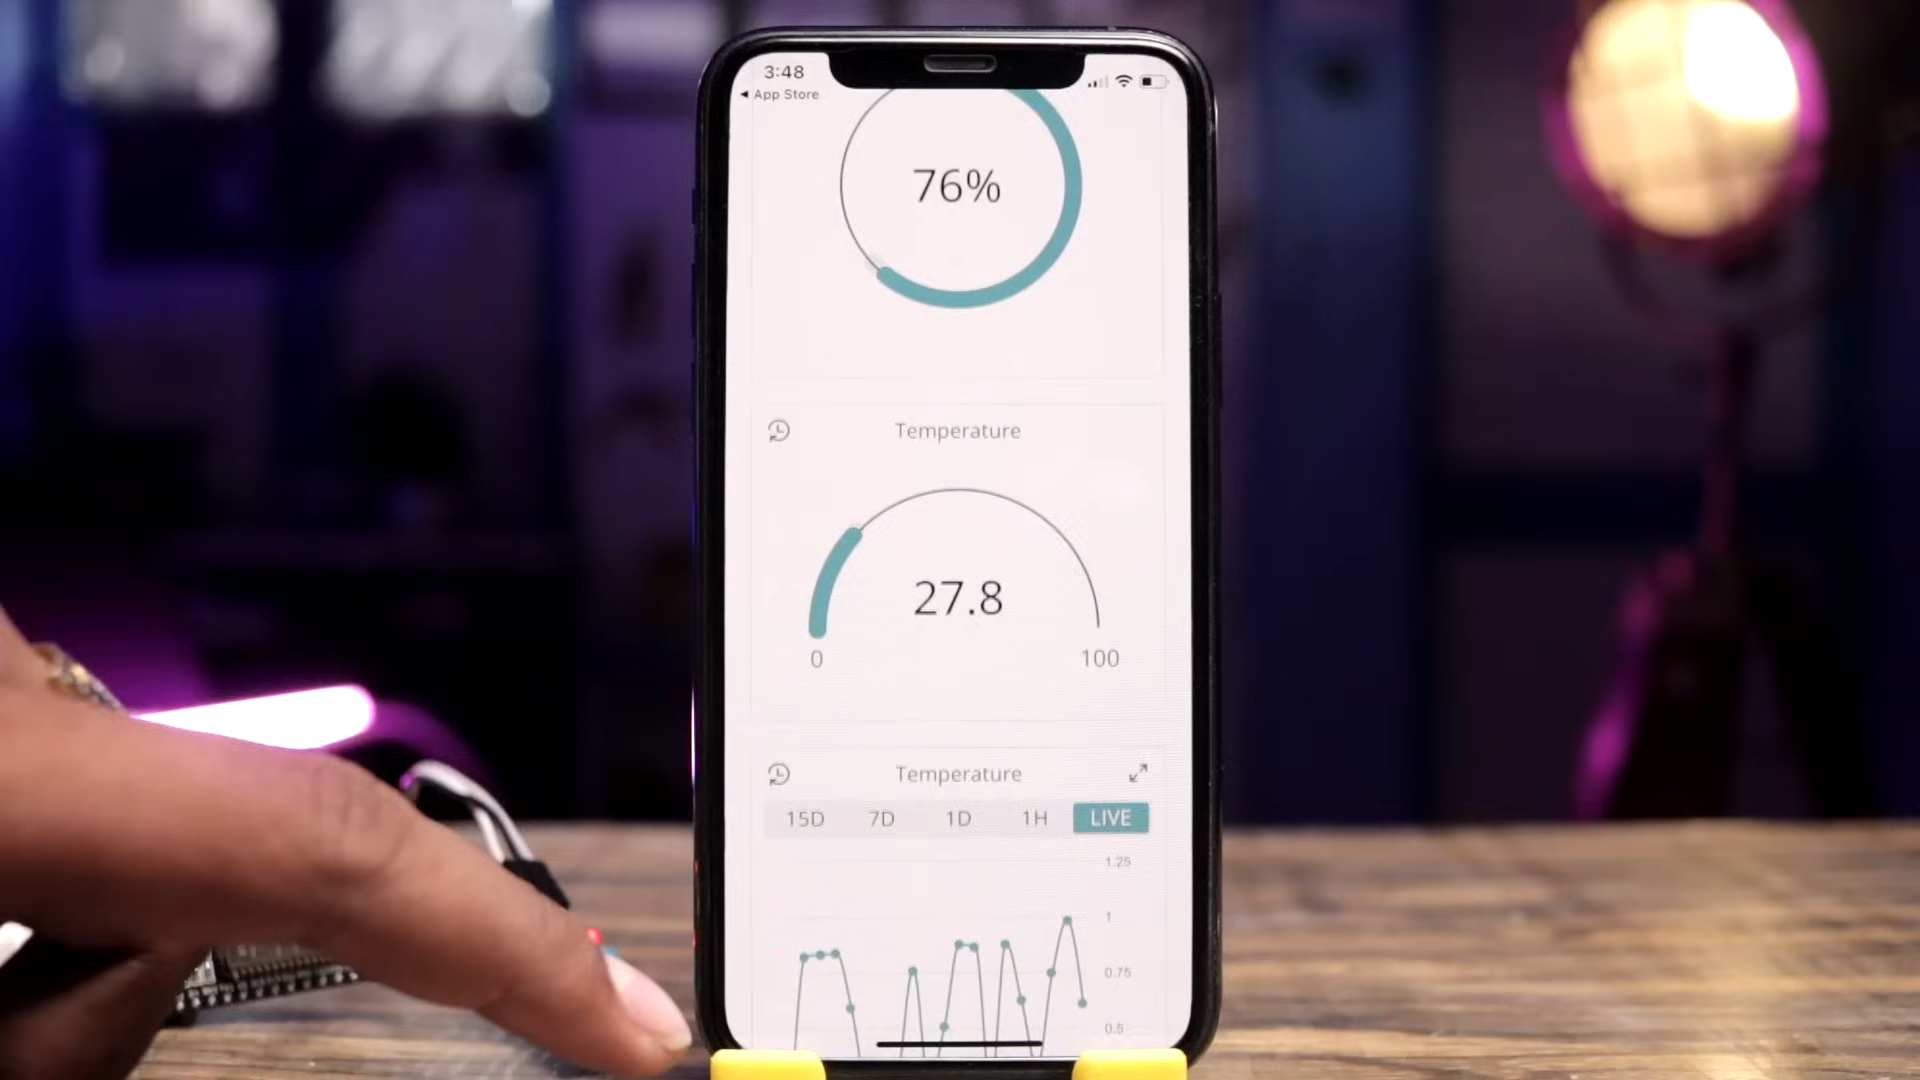 3:48
◀ App Store
76%
Temperature
27.8
0 100
Temperature
15D 7D 1D 1H LIVE
1.25
1
0.75
0.5